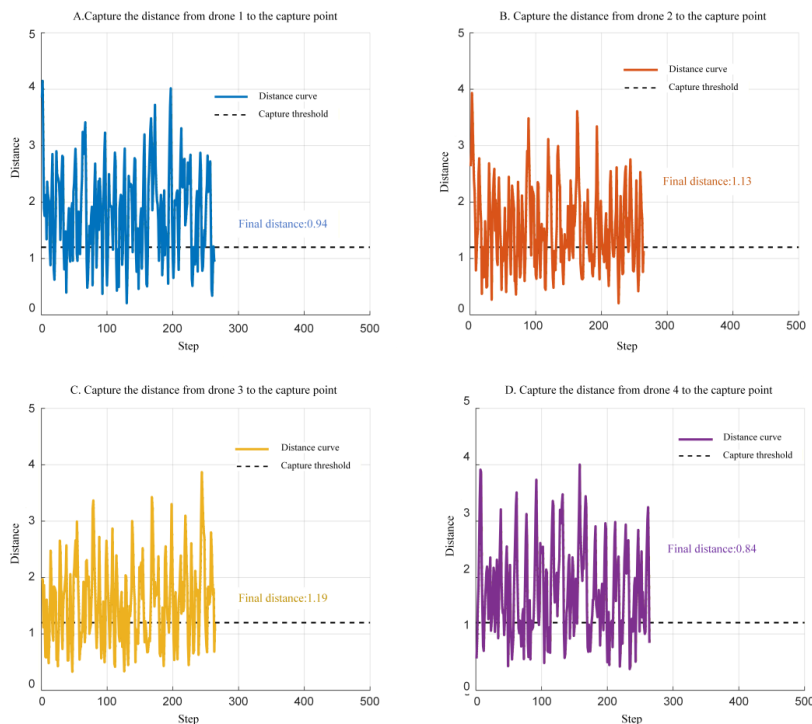 A.Capture the distance from drone 1 to the capture point
5
4
3
2
1
0
Distance
Distance curve
Capture threshold
Final distance:0.94
0
100
200
300
400
500
Step
B. Capture the distance from drone 2 to the capture point
5
4
3
2
1
0
Distance
Distance curve
Capture threshold
Final distance:1.13
0
100
200
300
400
500
Step
C. Capture the distance from drone 3 to the capture point
5
4
3
2
1
0
Distance
Distance curve
Capture threshold
Final distance:1.19
0
100
200
300
400
500
Step
D. Capture the distance from drone 4 to the capture point
5
4
3
2
1
0
Distance
Distance curve
Capture threshold
Final distance:0.84
0
100
200
300
400
500
Step